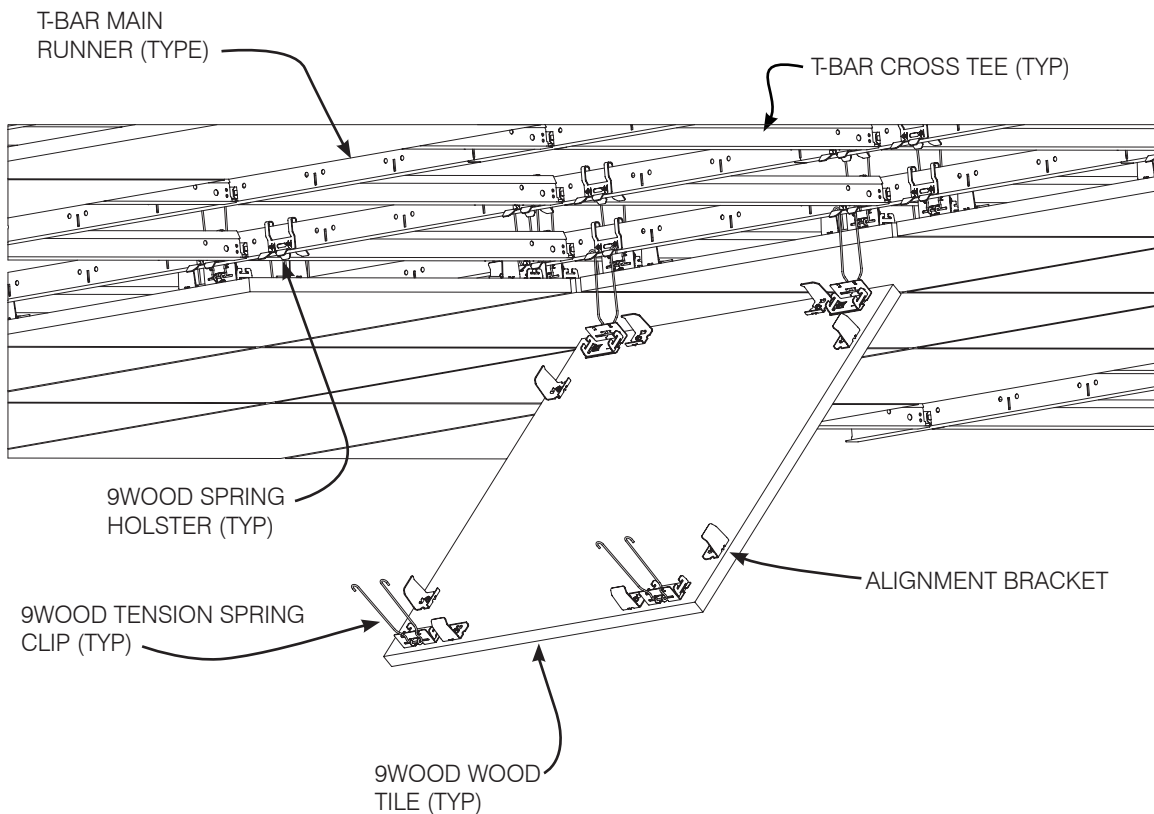 T-BAR MAIN
RUNNER (TYPE)
T-BAR CROSS TEE (TYP)
9WOOD SPRING
HOLSTER (TYP)
ALIGNMENT BRACKET
9WOOD TENSION SPRING
CLIP (TYP)
9WOOD WOOD
TILE (TYP)